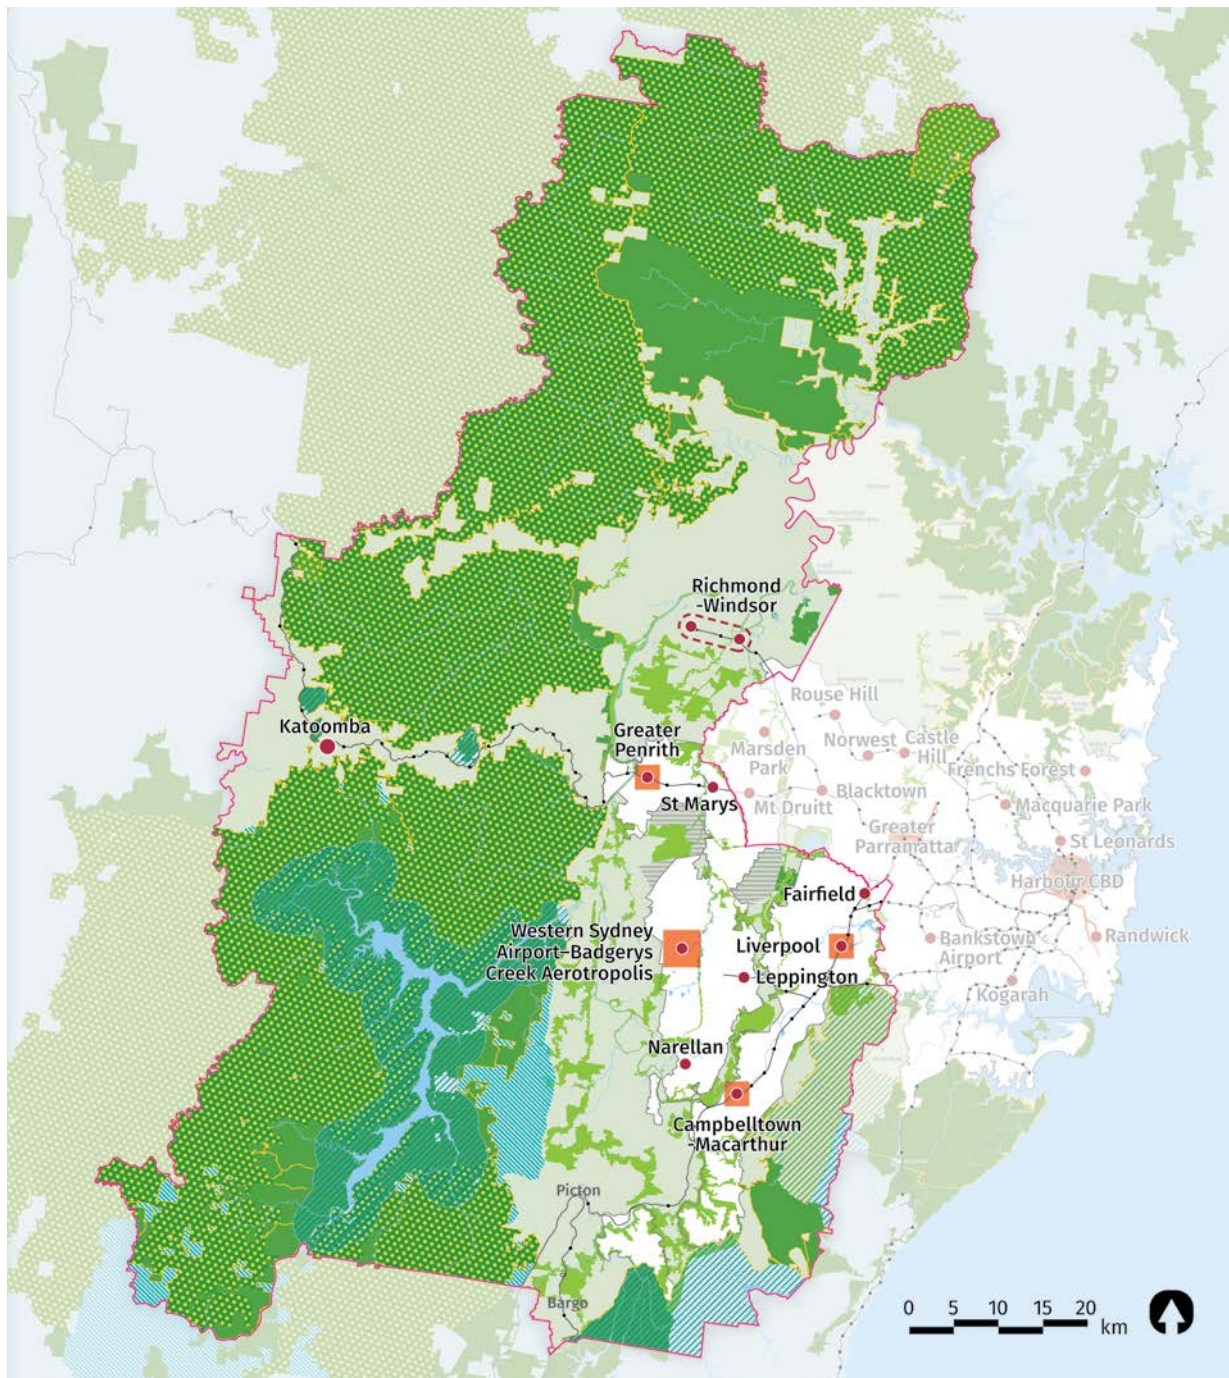 Richmond
-Windsor
Rouse Hill
Katoomba
Greater
Penrith
Marsden
Park
Norwest
Castle
Hill
Frenchs Forest
St Marys
Mt Druitt
Blacktown
Macquarie Park
Greater
Parramatta
St Leonards
Harbour CBD
Fairfield
Western Sydney
Airport–Badgerys
Creek Aerotropolis
Liverpool
Bankstown
Airport
Randwick
Leppington
Kogarah
Narellan
Campbelltown
-Macarthur
Picton
Bargo
0 5 10 15 20
km